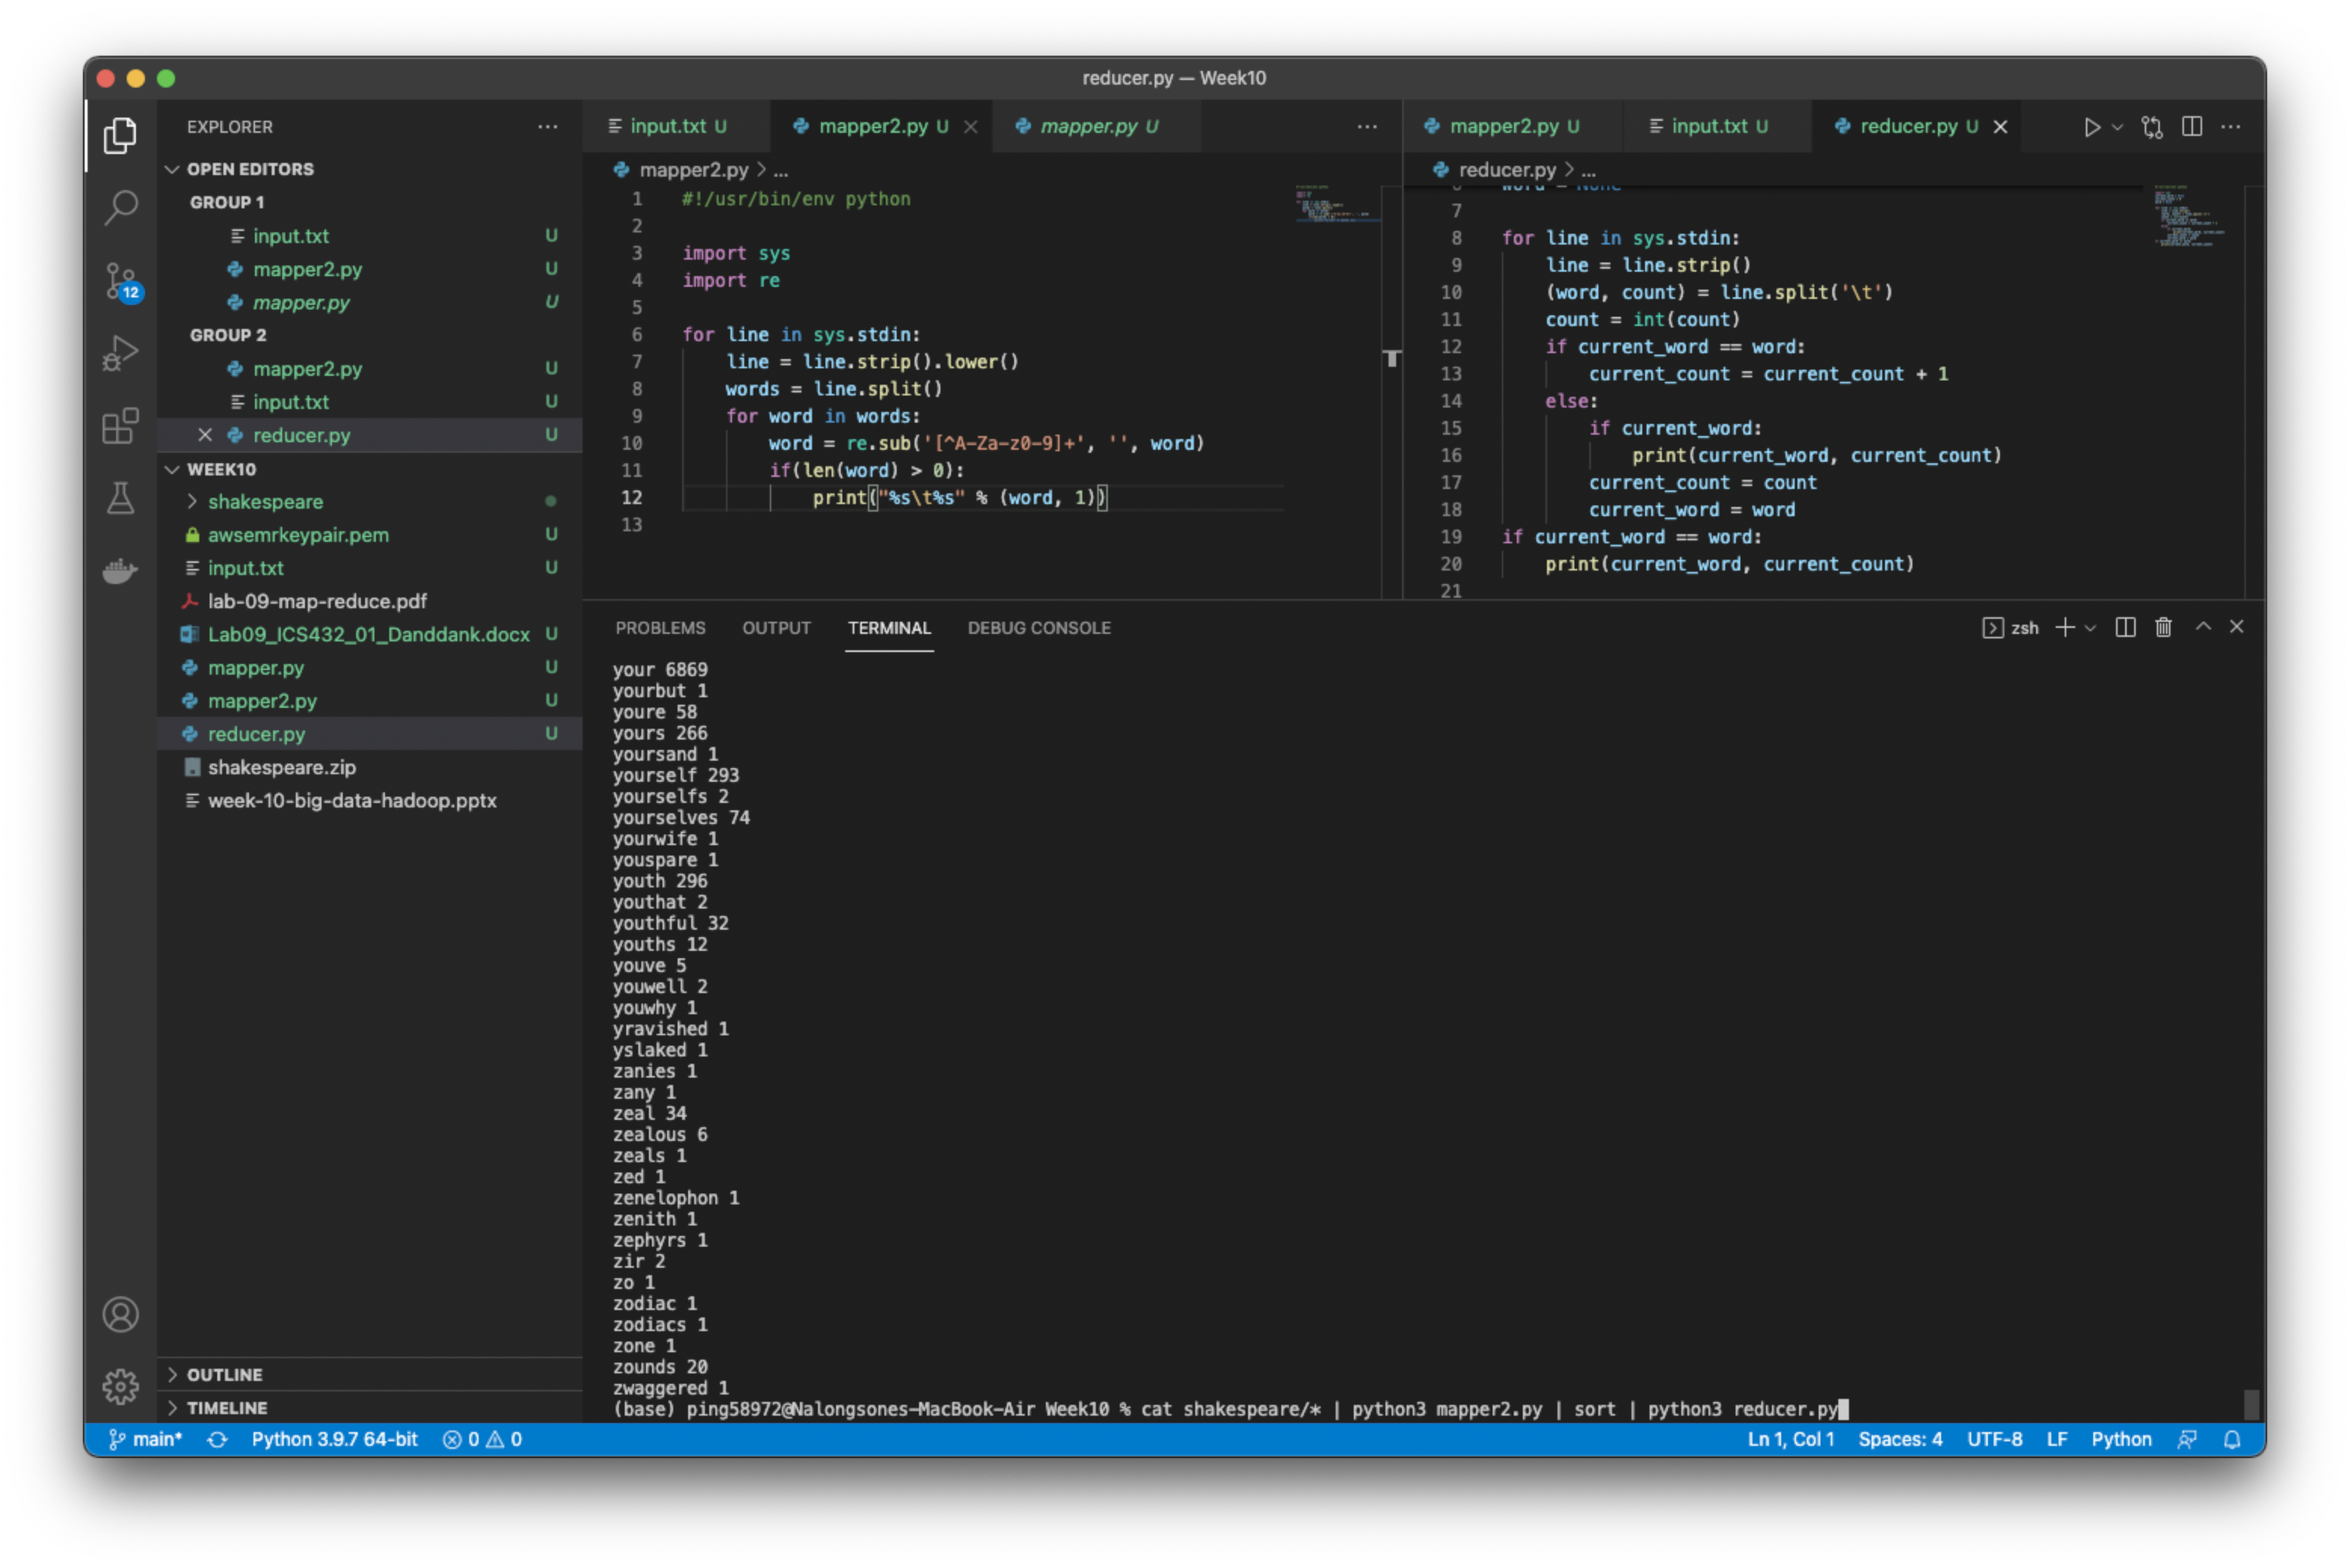 reducer.py — Week10
EXPLORER
OPEN EDITORS
GROUP 1
input.txt U
mapper2.py U
mapper.py U
GROUP 2
mapper2.py U
input.txt U
reducer.py U
WEEK10
shakespeare
awsemrkeypair.pem U
input.txt U
lab-09-map-reduce.pdf
Lab09_ICS432_01_Danddank.docx U
mapper.py U
mapper2.py U
reducer.py U
shakespeare.zip
week-10-big-data-hadoop.pptx
OUTLINE
TIMELINE
12
input.txt U mapper2.py U mapper.py U
mapper2.py > ...
1 #!/usr/bin/env python
2
3 import sys
4 import re
5
6 for line in sys.stdin:
7 line = line.strip().lower()
8 words = line.split()
9 for word in words:
10 word = re.sub('[^A-Za-z0-9]+', '', word)
11 if(len(word) > 0):
12 print("%s\t%s" % (word, 1))
13
mapper2.py U input.txt U reducer.py U
reducer.py > ...
6 word = None
7
8 for line in sys.stdin:
9 line = line.strip()
10 (word, count) = line.split('\t')
11 count = int(count)
12 if current_word == word:
13 current_count = current_count + 1
14 else:
15 if current_word:
16 print(current_word, current_count)
17 current_count = count
18 current_word = word
19 if current_word == word:
20 print(current_word, current_count)
21
PROBLEMS OUTPUT TERMINAL DEBUG CONSOLE
zsh
your 6869
yourbut 1
youre 58
yours 266
yoursand 1
yourself 293
yourselfs 2
yourselves 74
yourwife 1
youspare 1
youth 296
youthat 2
youthful 32
youths 12
youve 5
youwell 2
youwhy 1
yravished 1
yslaked 1
zanies 1
zany 1
zeal 34
zealous 6
zeals 1
zed 1
zenelophon 1
zenith 1
zephyrs 1
zir 2
zo 1
zodiac 1
zodiacs 1
zone 1
zounds 20
zwaggered 1
(base) ping58972@Nalongsones-MacBook-Air Week10 % cat shakespeare/* | python3 mapper2.py | sort | python3 reducer.py
main* Python 3.9.7 64-bit 0 0 Ln 1, Col 1 Spaces: 4 UTF-8 LF Python